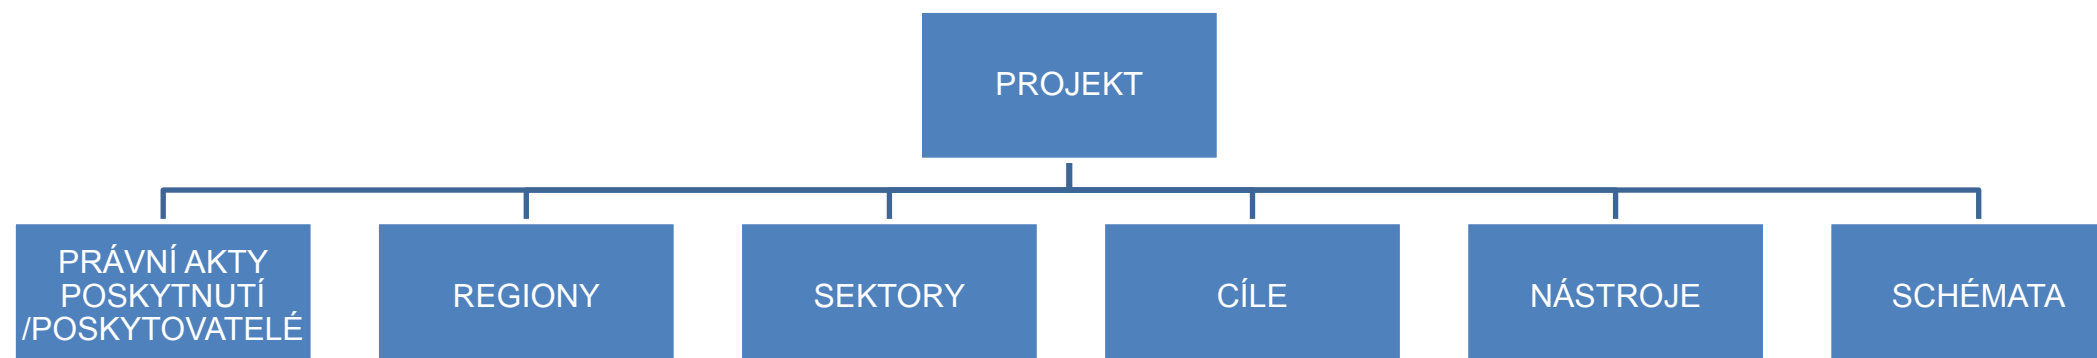 PROJEKT
PRÁVNÍ AKTY
POSKYTNUTÍ
/POSKYTOVATELÉ
REGIONY
SEKTORY
CÍLE
NÁSTROJE
SCHÉMATA